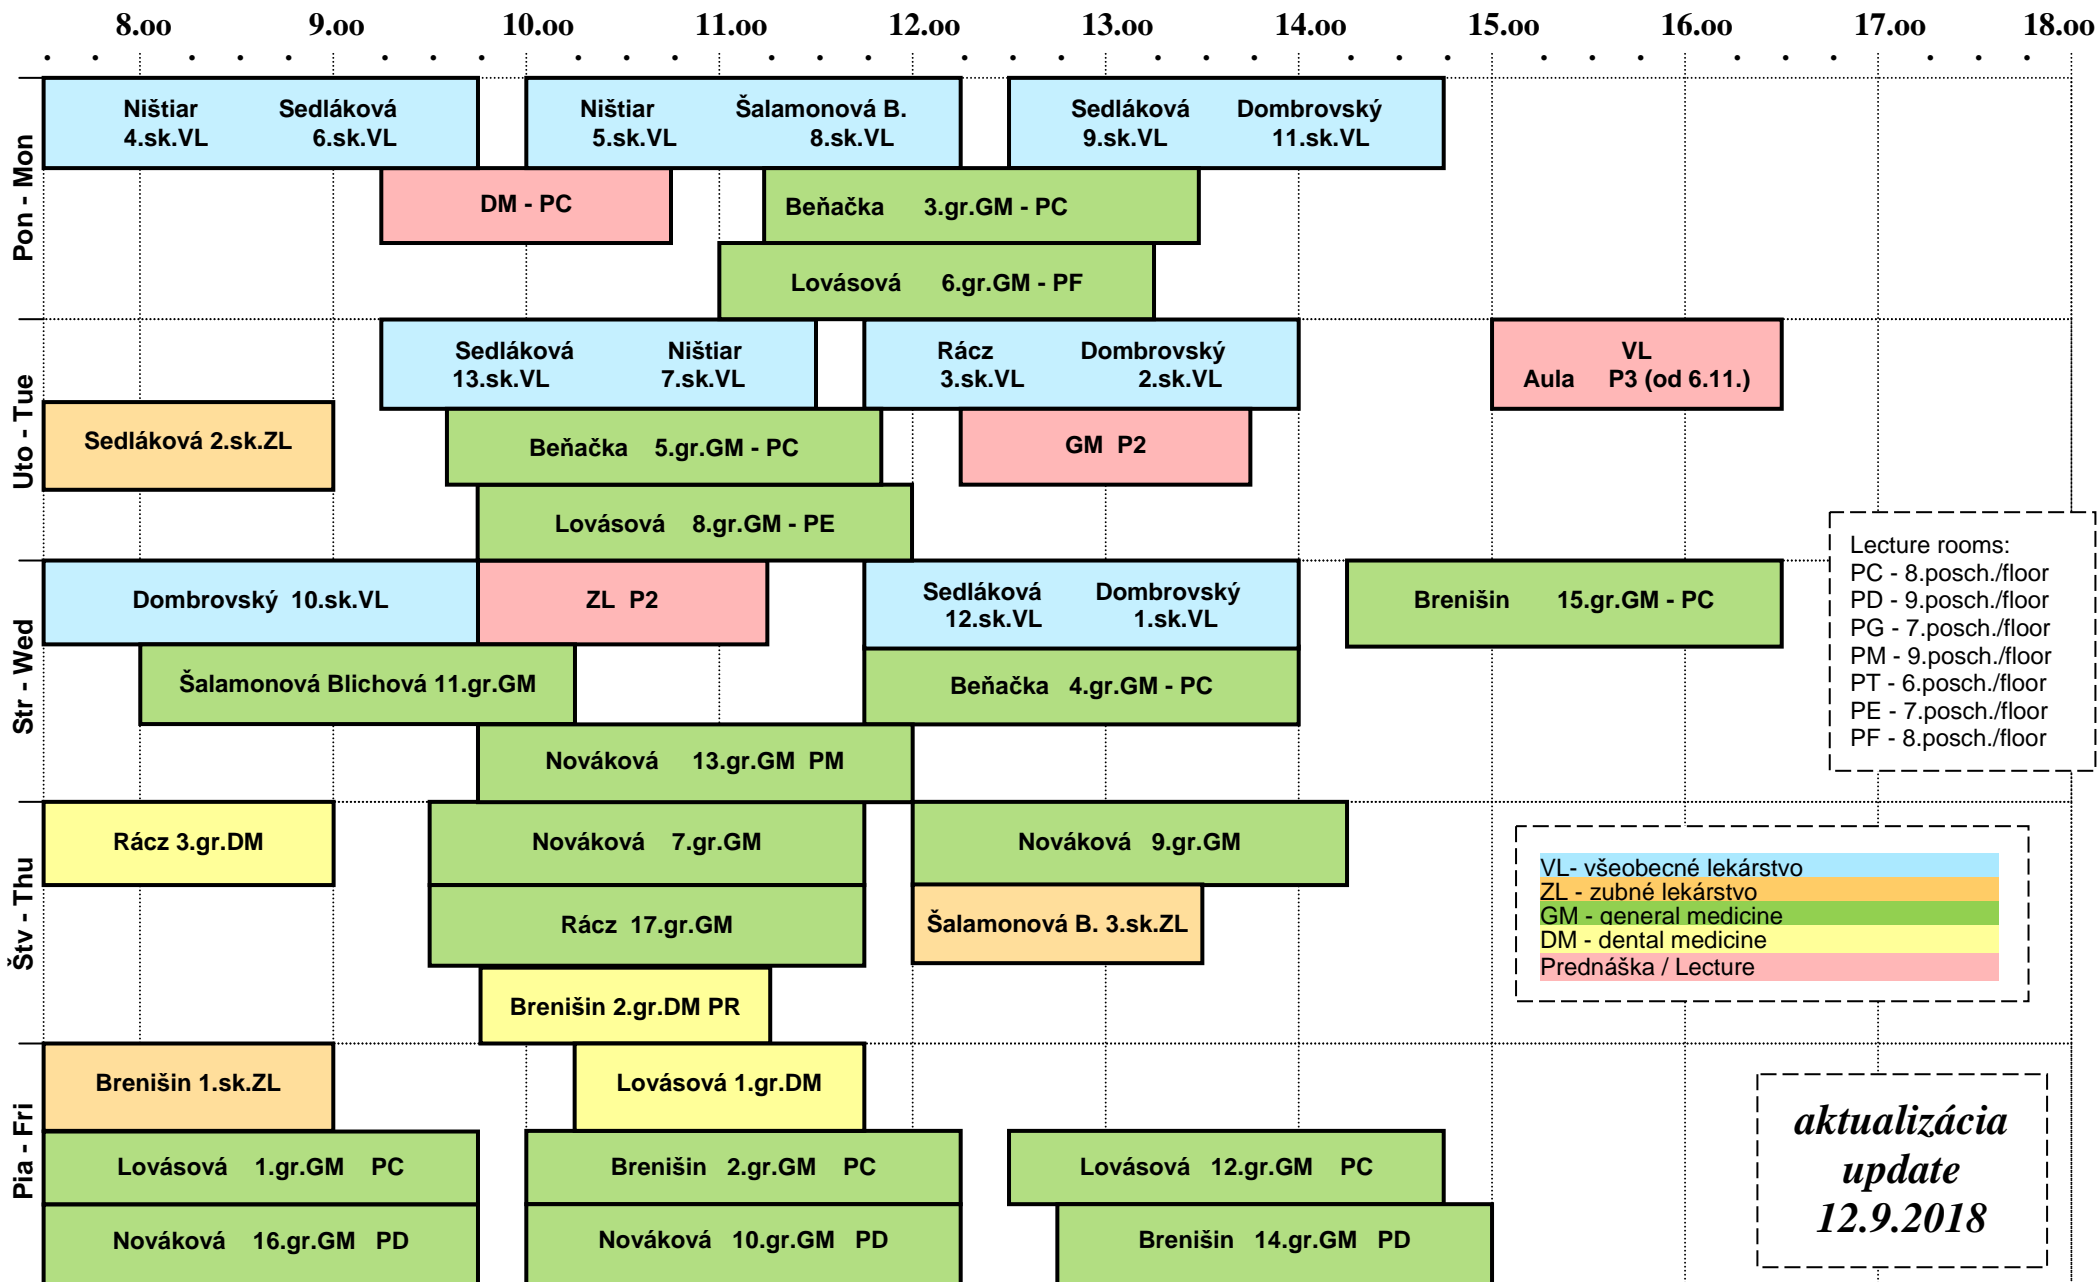 8.00 9.00 10.00 11.00 12.00 13.00 14.00 15.00 16.00 17.00 18.00
Pon - Mon
Ništiar Sedláková
4.sk.VL 6.sk.VL
Ništiar Šalamonová B.
5.sk.VL 8.sk.VL
Sedláková Dombrovský
9.sk.VL 11.sk.VL
DM - PC
Beňačka 3.gr.GM - PC
Lovásová 6.gr.GM - PF
Uto - Tue
Sedláková Ništiar
13.sk.VL 7.sk.VL
Rácz Dombrovský
3.sk.VL 2.sk.VL
VL
Aula P3 (od 6.11.)
Sedláková 2.sk.ZL
Beňačka 5.gr.GM - PC
GM P2
Lovásová 8.gr.GM - PE
Str - Wed
Dombrovský 10.sk.VL
ZL P2
Sedláková Dombrovský
12.sk.VL 1.sk.VL
Brenišin 15.gr.GM - PC
Šalamonová Blichová 11.gr.GM
Beňačka 4.gr.GM - PC
Nováková 13.gr.GM PM
Lecture rooms:
PC - 8.posch./floor
PD - 9.posch./floor
PG - 7.posch./floor
PM - 9.posch./floor
PT - 6.posch./floor
PE - 7.posch./floor
PF - 8.posch./floor
Štv - Thu
Rácz 3.gr.DM
Nováková 7.gr.GM
Nováková 9.gr.GM
Rácz 17.gr.GM
Šalamonová B. 3.sk.ZL
Brenišin 2.gr.DM PR
VL- všeobecné lekárstvo
ZL - zubné lekárstvo
GM - general medicine
DM - dental medicine
Prednáška / Lecture
Pia - Fri
Brenišin 1.sk.ZL
Lovásová 1.gr.DM
Lovásová 1.gr.GM PC
Brenišin 2.gr.GM PC
Lovásová 12.gr.GM PC
Nováková 16.gr.GM PD
Nováková 10.gr.GM PD
Brenišin 14.gr.GM PD
aktualizácia
update
12.9.2018